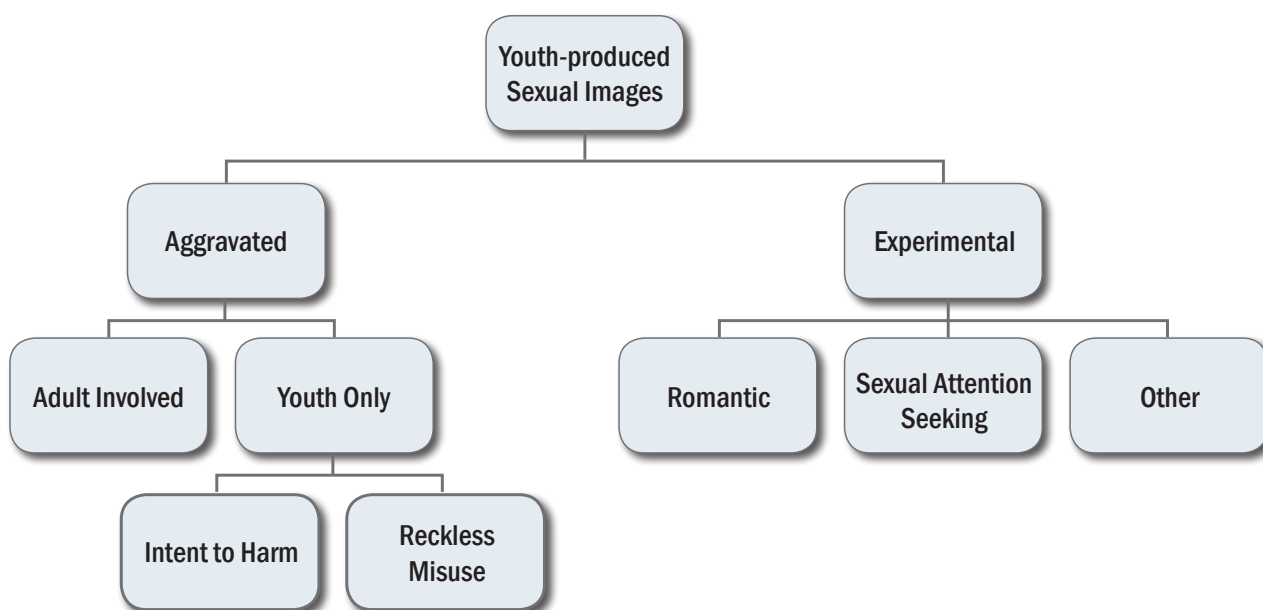 Youth-produced
Sexual Images
Aggravated
Experimental
Adult Involved
Youth Only
Romantic
Sexual Attention
Seeking
Other
Intent to Harm
Reckless
Misuse